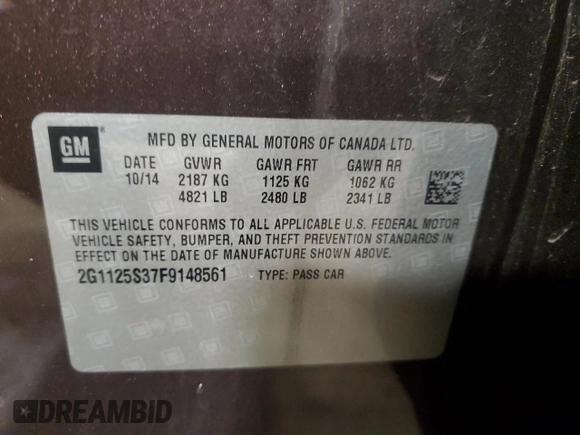 GM
MFD BY GENERAL MOTORS OF CANADA LTD.
DATE GVWR GAWR FRT GAWR RR
10/14 2187 KG 1125 KG 1062 KG
4821 LB 2480 LB 2341 LB
THIS VEHICLE CONFORMS TO ALL APPLICABLE U.S. FEDERAL MOTOR
VEHICLE SAFETY, BUMPER, AND THEFT PREVENTION STANDARDS IN
EFFECT ON THE DATE OF MANUFACTURE SHOWN ABOVE.
2G1125S37F9148561 TYPE: PASS CAR
DREAMBID